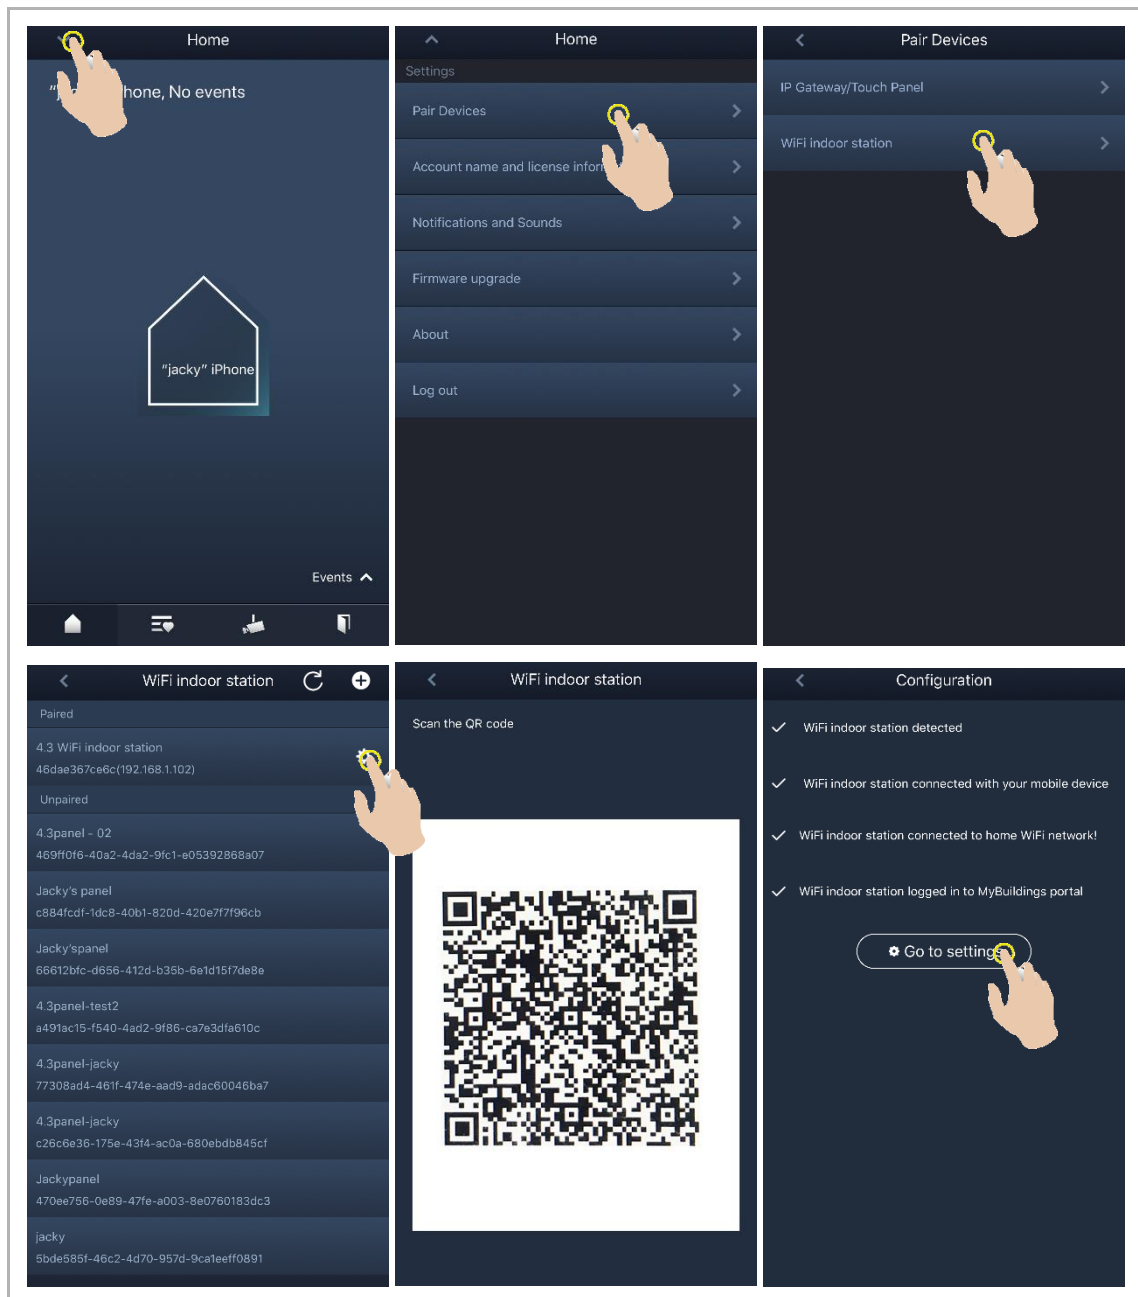 Home
"j hone, No events
"jacky" iPhone
Events
Home
Settings
Pair Devices
Account name and license infor
Notifications and Sounds
Firmware upgrade
About
Log out
Pair Devices
IP Gateway/Touch Panel
WiFi indoor station
WiFi indoor station
Paired
4.3 WiFi indoor station
46dae367ce6c(192.168.1.102)
Unpaired
4.3panel - 02
469ff0f6-40a2-4da2-9fc1-e05392868a07
Jacky's panel
c884fcdf-1dc8-40b1-820d-420e7f7f96cb
Jacky'spanel
66612bfc-d656-412d-b35b-6e1d15f7de8e
4.3panel-test2
a491ac15-f540-4ad2-9f86-ca7e3dfa610c
4.3panel-jacky
77308ad4-461f-474e-aad9-adac60046ba7
4.3panel-jacky
c26c6e36-175e-43f4-ac0a-680ebdb845cf
Jackypanel
470ee756-0e89-47fe-a003-8e0760183dc3
jacky
5bde585f-46c2-4d70-957d-9ca1eeff0891
WiFi indoor station
Scan the QR code
Configuration
WiFi indoor station detected
WiFi indoor station connected with your mobile device
WiFi indoor station connected to home WiFi network!
WiFi indoor station logged in to MyBuildings portal
Go to setting